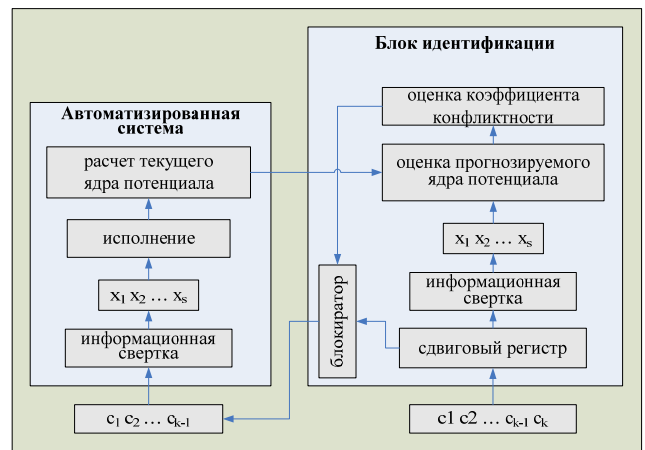 Автоматизированная
система
расчет текущего
ядра потенциала
исполнение
x₁ x₂ … xₛ
информационная
свертка
c₁ c₂ … cₖ₋₁
Блок идентификации
оценка коэффициента
конфликтности
оценка прогнозируемого
ядра потенциала
x₁ x₂ … xₛ
информационная
свертка
блокиратор
сдвиговый регистр
c1 c2 … cₖ₋₁ cₖ